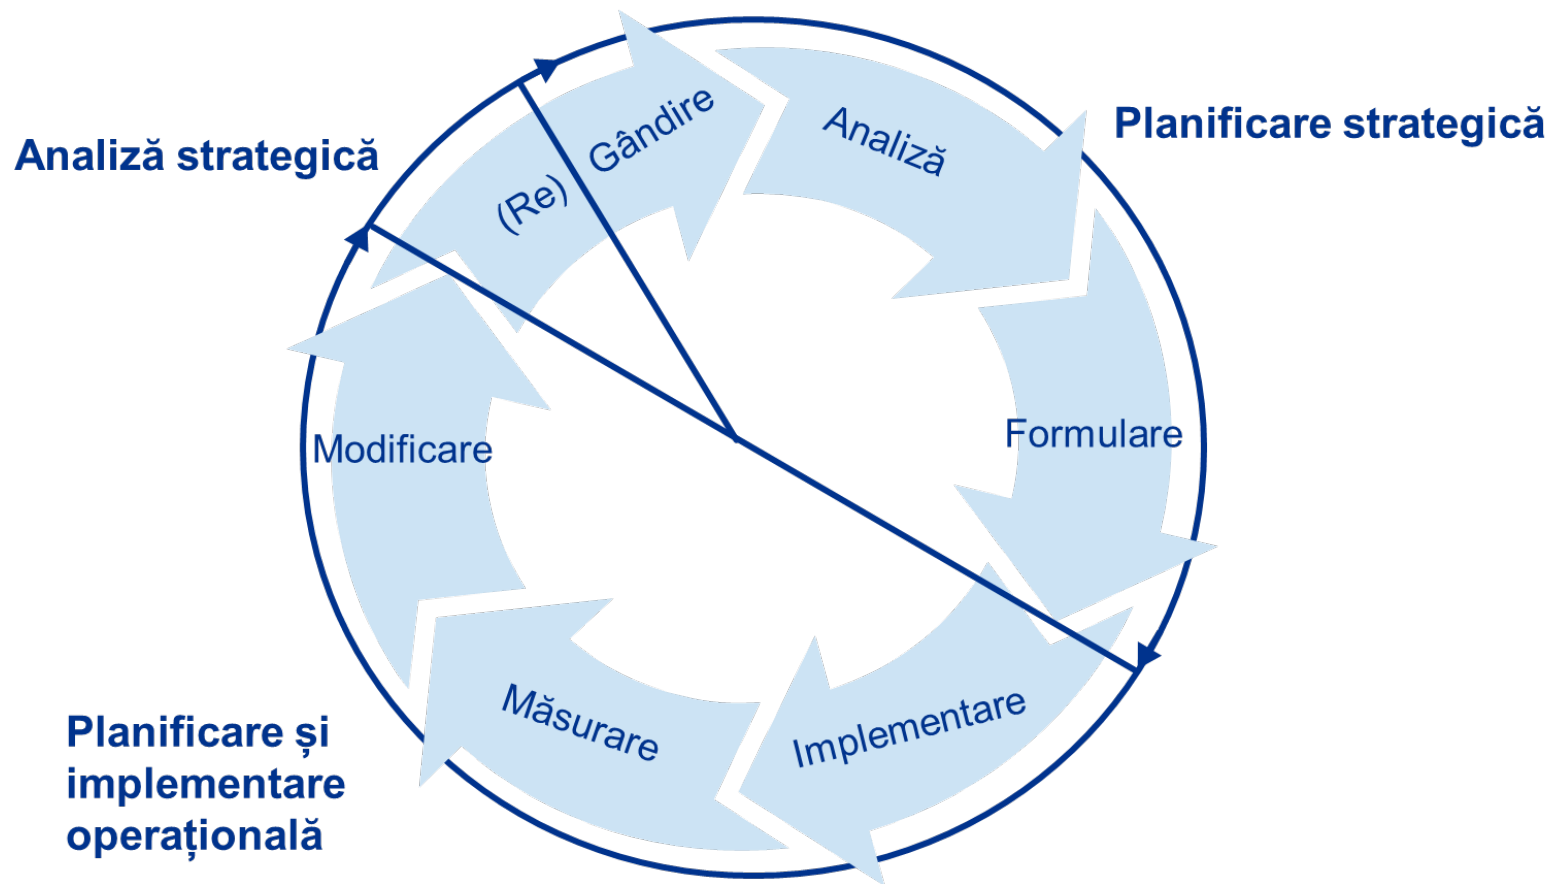 Analiză strategică
(Re) Gândire
Analiză
Planificare strategică
Formulare
Implementare
Măsurare
Modificare
Planificare și
implementare
operațională